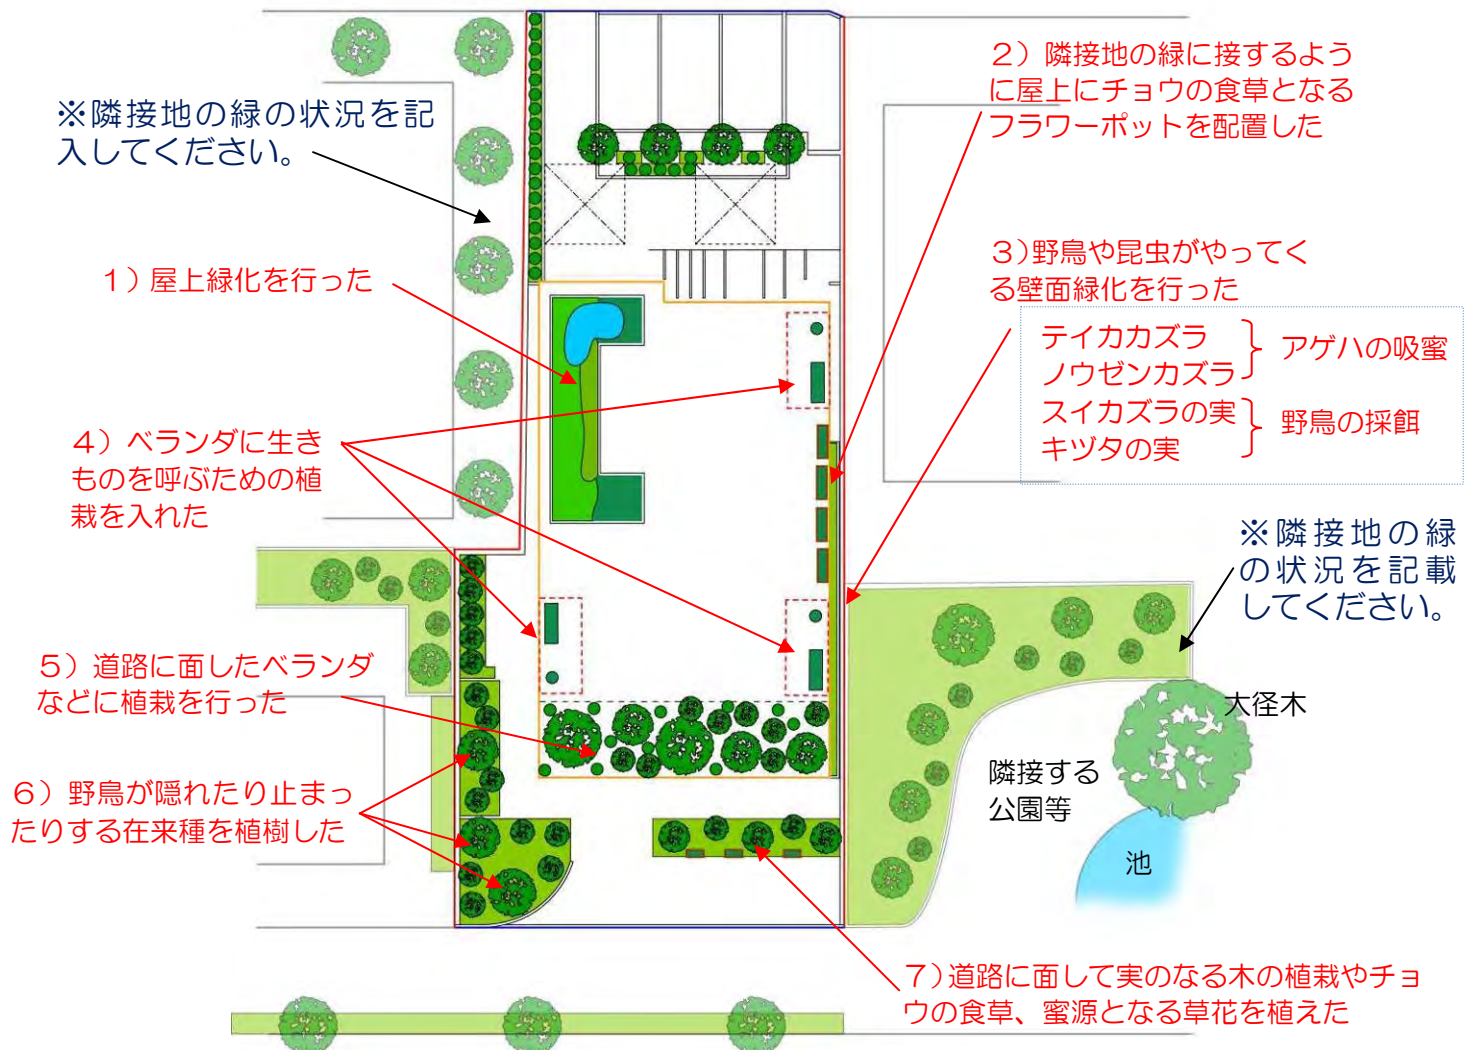 ※隣接地の緑の状況を記
入してください。
1）屋上緑化を行った
4）ベランダに生き
ものを呼ぶための植
栽を入れた
5）道路に面したベランダ
などに植栽を行った
6）野鳥が隠れたり止まっ
たりする在来種を植樹した
2）隣接地の緑に接するよう
に屋上にチョウの食草となる
フラワーポットを配置した
3）野鳥や昆虫がやってく
る壁面緑化を行った
テイカカズラ
ノウゼンカズラ
アゲハの吸蜜
スイカズラの実
キヅタの実
野鳥の採餌
※隣接地の緑
の状況を記載
してください。
大径木
隣接する
公園等
池
7）道路に面して実のなる木の植栽やチョ
ウの食草、蜜源となる草花を植えた